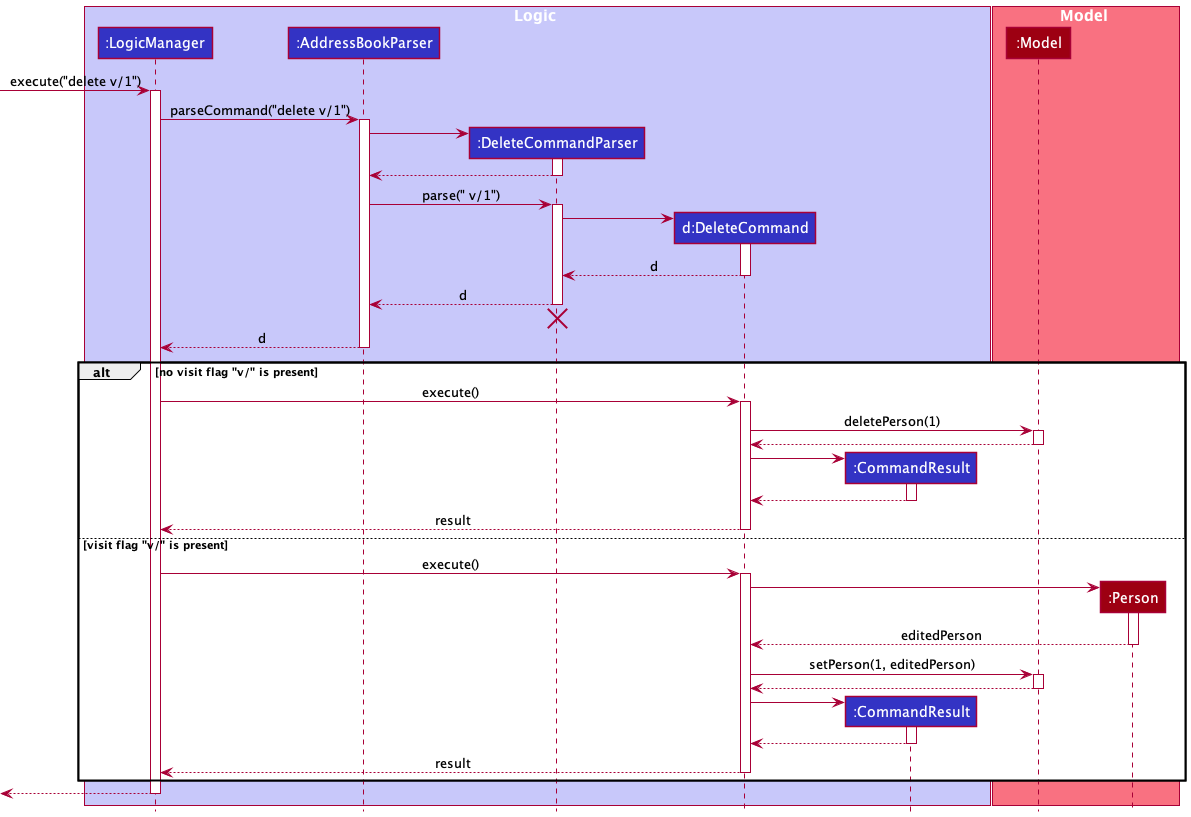 Logic
Model
:LogicManager
:AddressBookParser
:Model
execute("delete v/1")
parseCommand("delete v/1")
:DeleteCommandParser
parse(" v/1")
d:DeleteCommand
d
d
d
alt
[no visit flag "v/" is present]
execute()
deletePerson(1)
:CommandResult
result
[visit flag "v/" is present]
execute()
:Person
editedPerson
setPerson(1, editedPerson)
:CommandResult
result